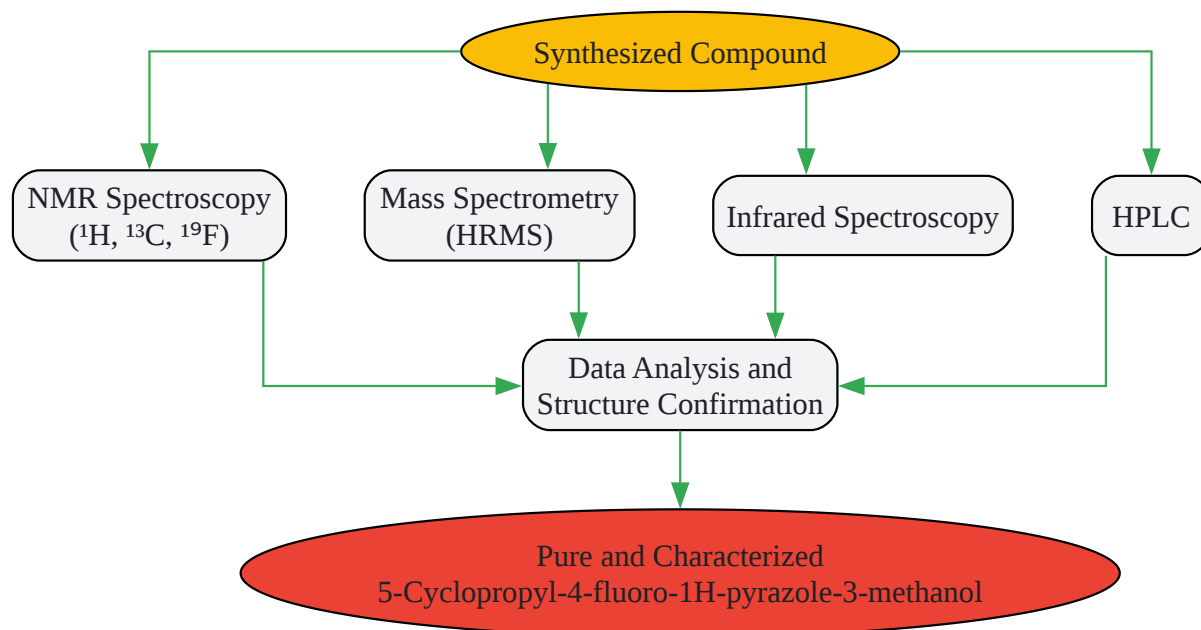 Synthesized Compound
NMR Spectroscopy
(¹H, ¹³C, ¹⁹F)
Mass Spectrometry
(HRMS)
Infrared Spectroscopy
HPLC
Data Analysis and
Structure Confirmation
Pure and Characterized
5-Cyclopropyl-4-fluoro-1H-pyrazole-3-methanol